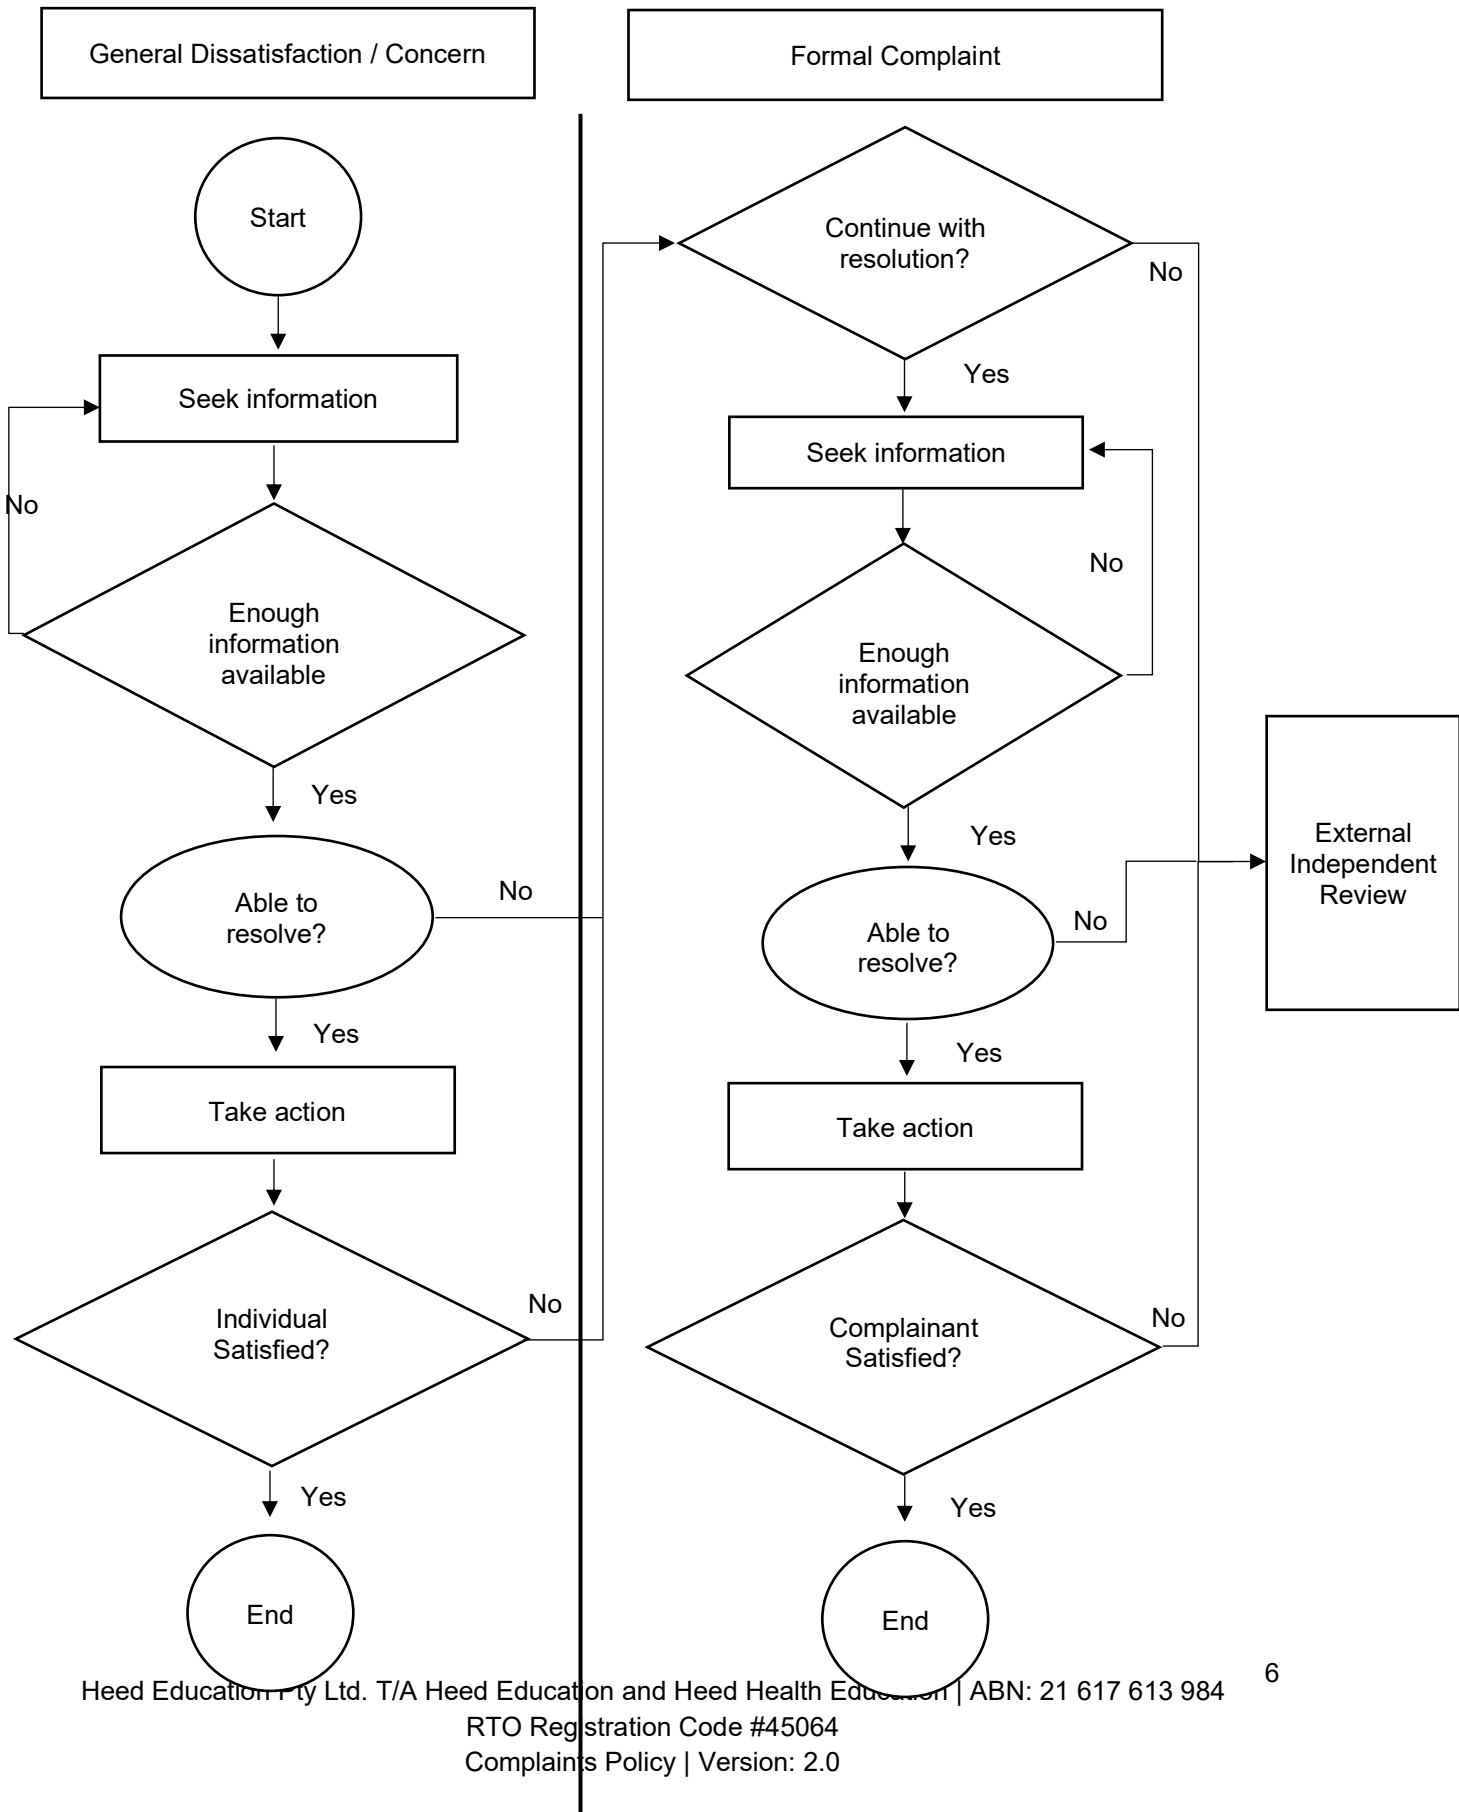 General Dissatisfaction / Concern
Start
Seek information
No
Enough
information
available
Yes
Able to
resolve?
No
Yes
Take action
Individual
Satisfied?
No
Yes
End
Formal Complaint
Continue with
resolution?
No
Yes
Seek information
No
Enough
information
available
Yes
Able to
resolve?
No
Yes
Take action
Complainant
Satisfied?
No
Yes
End
External
Independent
Review
6
Heed Education Pty Ltd. T/A Heed Education and Heed Health Education | ABN: 21 617 613 984
RTO Registration Code #45064
Complaints Policy | Version: 2.0